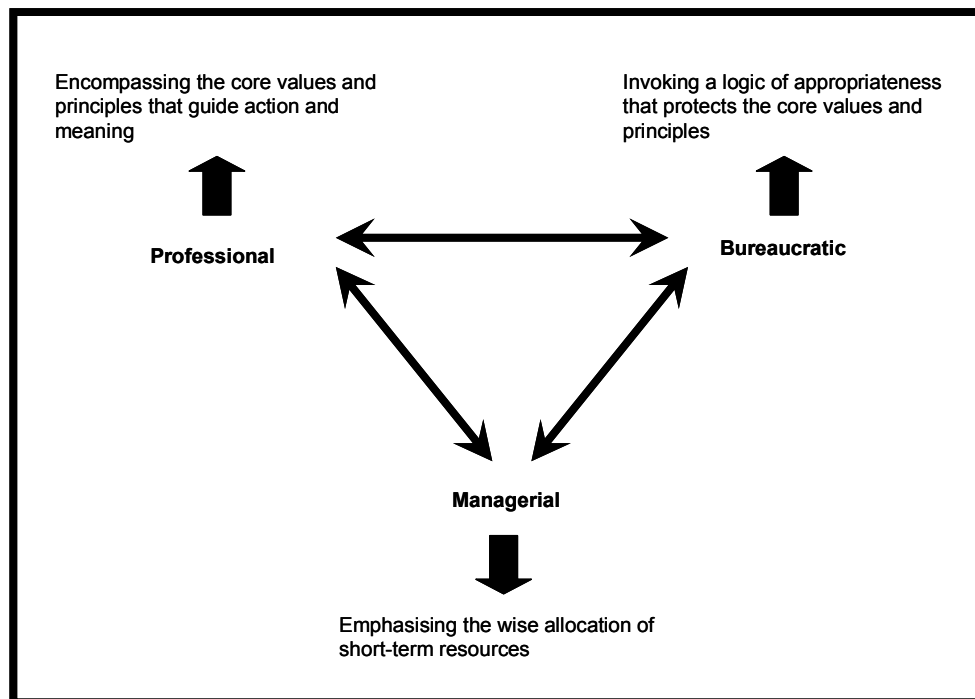 Encompassing the core values and
principles that guide action and
meaning
Invoking a logic of appropriateness
that protects the core values and
principles
Professional
Bureaucratic
Managerial
Emphasising the wise allocation of
short-term resources